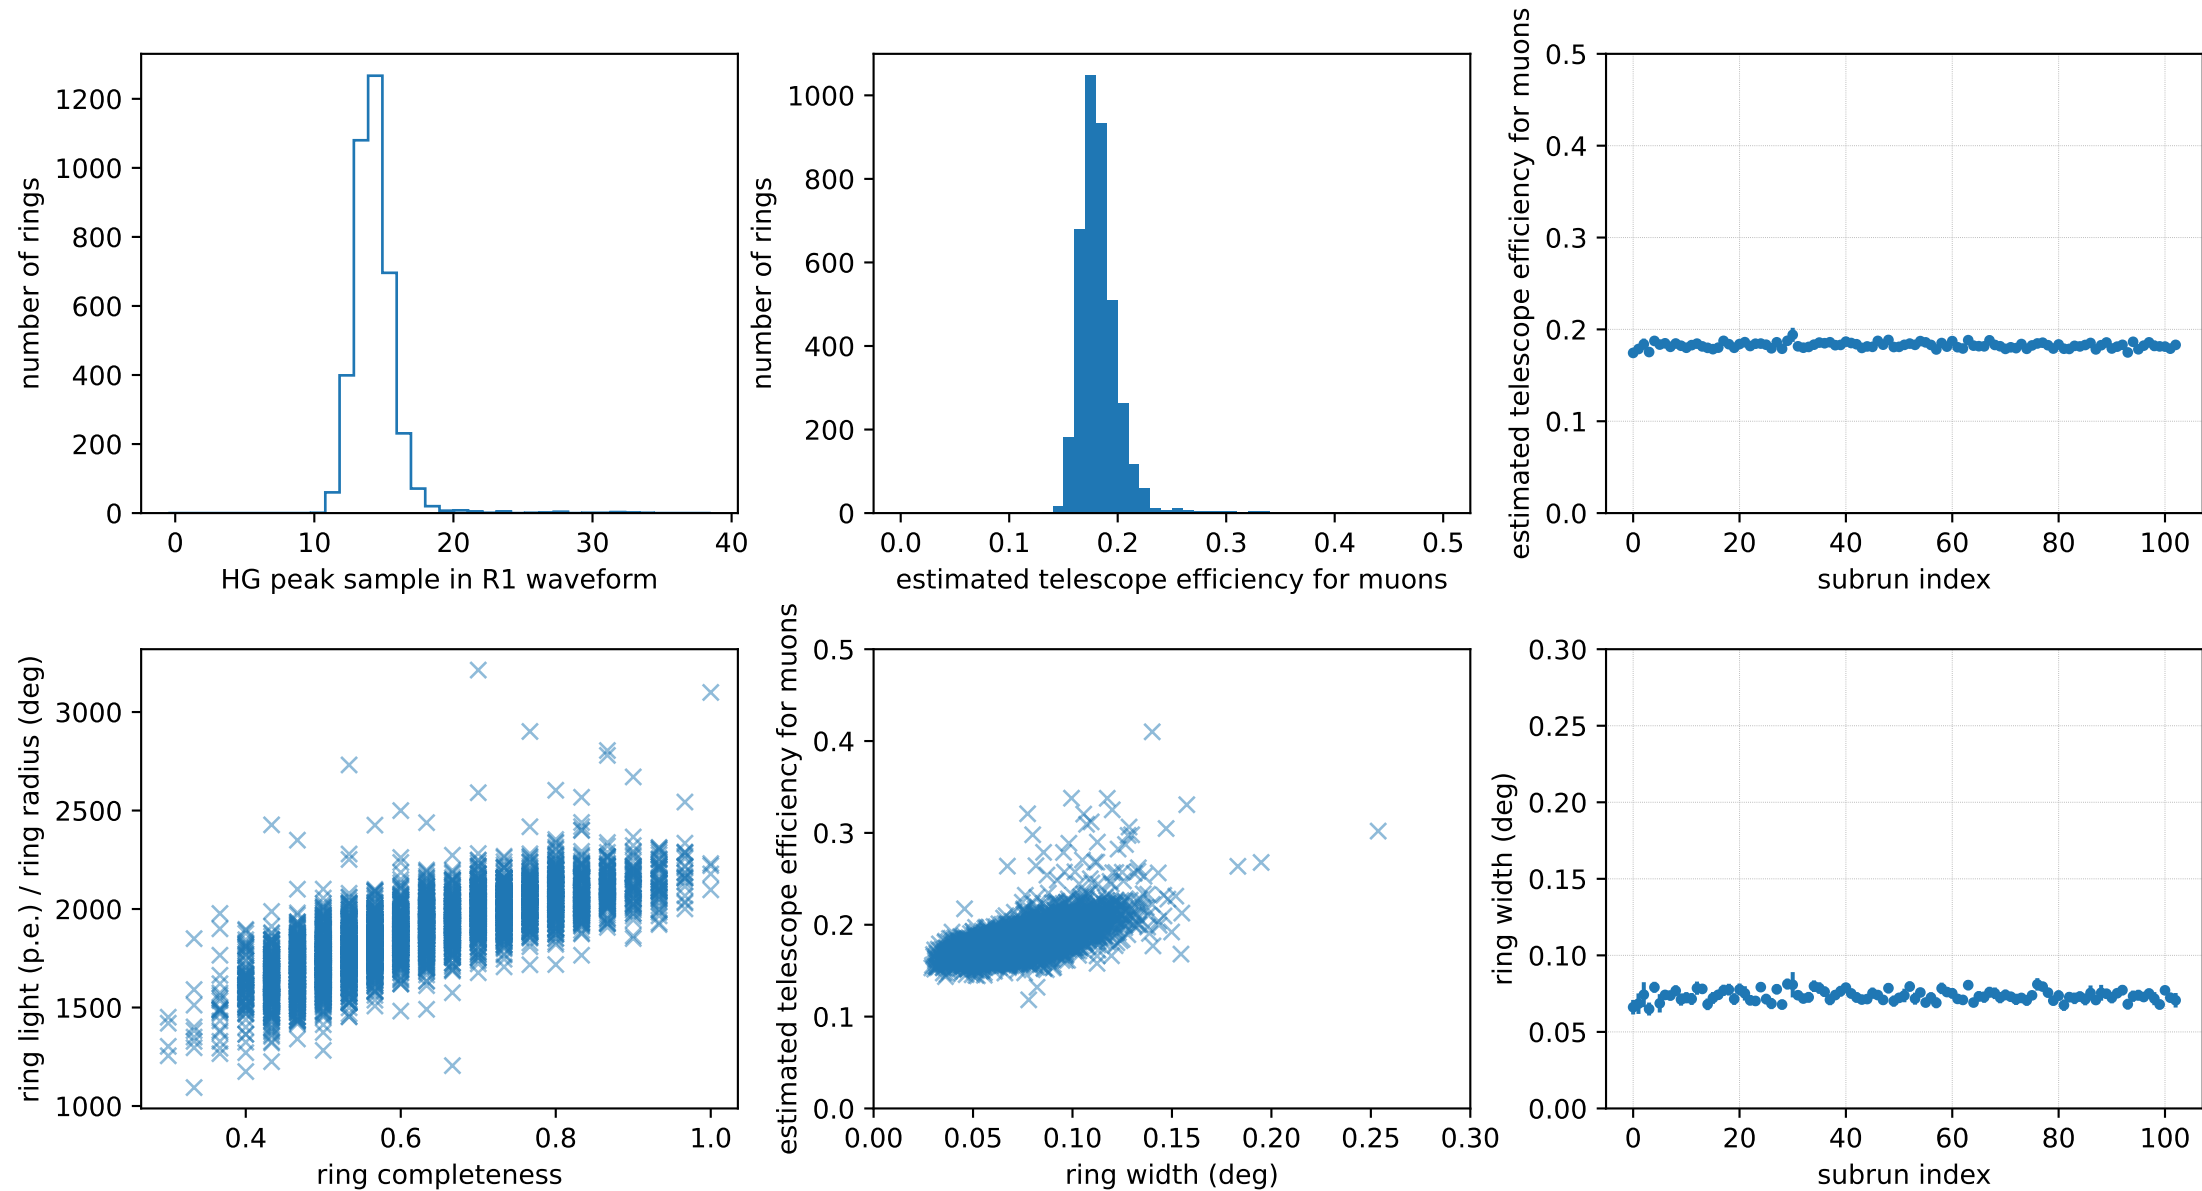 number of rings
1200
1000
800
600
400
200
0
0 10 20 30 40
HG peak sample in R1 waveform
number of rings
1000
800
600
400
200
0
0.0 0.1 0.2 0.3 0.4 0.5
estimated telescope efficiency for muons
estimated telescope efficiency for muons
0.5
0.4
0.3
0.2
0.1
0.0
0 20 40 60 80 100
subrun index
ring light (p.e.) / ring radius (deg)
3000
2500
2000
1500
1000
0.4 0.6 0.8 1.0
ring completeness
estimated telescope efficiency for muons
0.5
0.4
0.3
0.2
0.1
0.0
0.00 0.05 0.10 0.15 0.20 0.25 0.30
ring width (deg)
ring width (deg)
0.30
0.25
0.20
0.15
0.10
0.05
0.00
0 20 40 60 80 100
subrun index